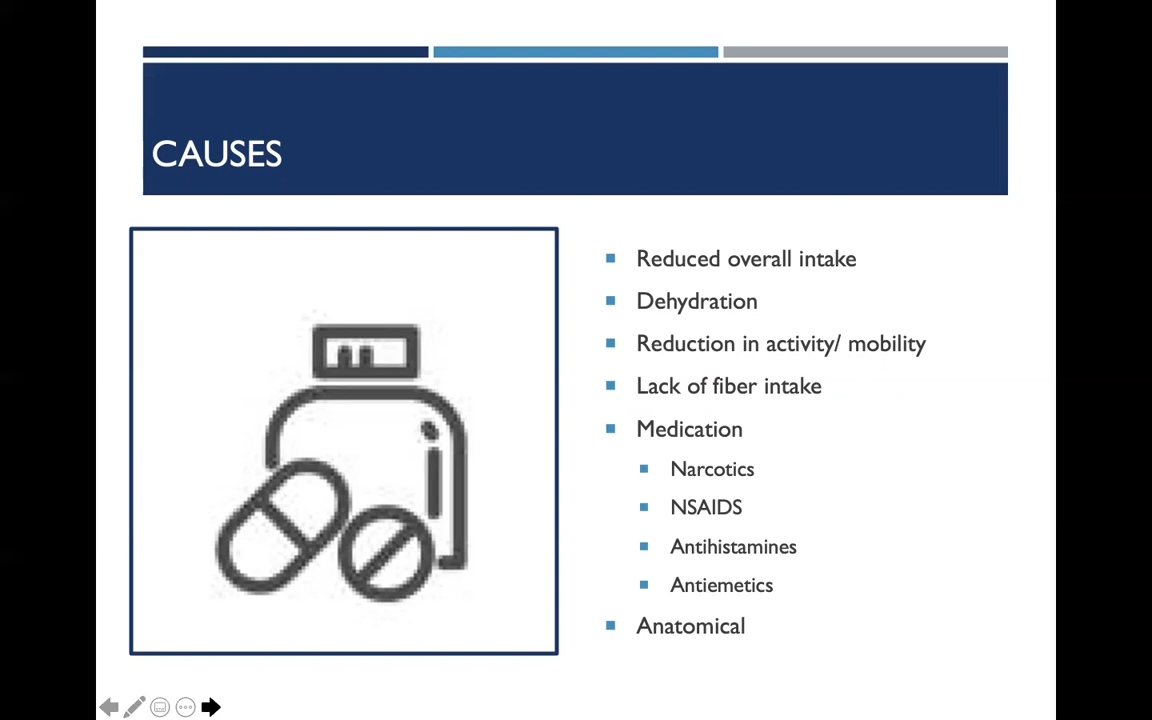 CAUSES
Reduced overall intake
Dehydration
Reduction in activity/ mobility
Lack of fiber intake
Medication
Narcotics
NSAIDS
Antihistamines
Antiemetics
Anatomical